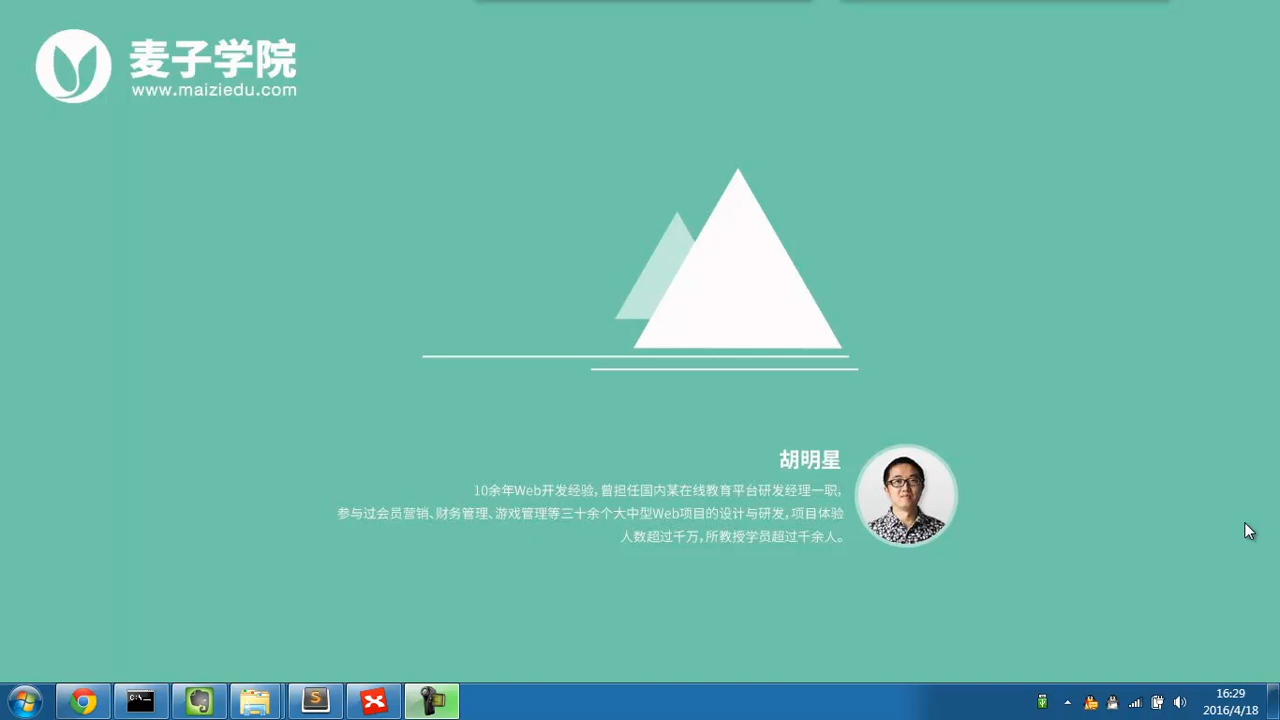 麦子学院
www.maiziedu.com
胡明星
10余年Web开发经验,曾担任国内某在线教育平台研发经理一职,
参与过会员营销、财务管理、游戏管理等三十余个大中型Web项目的设计与研发,项目体验
人数超过千万,所教授学员超过千余人。
C:\_
S
16:29
2016/4/18